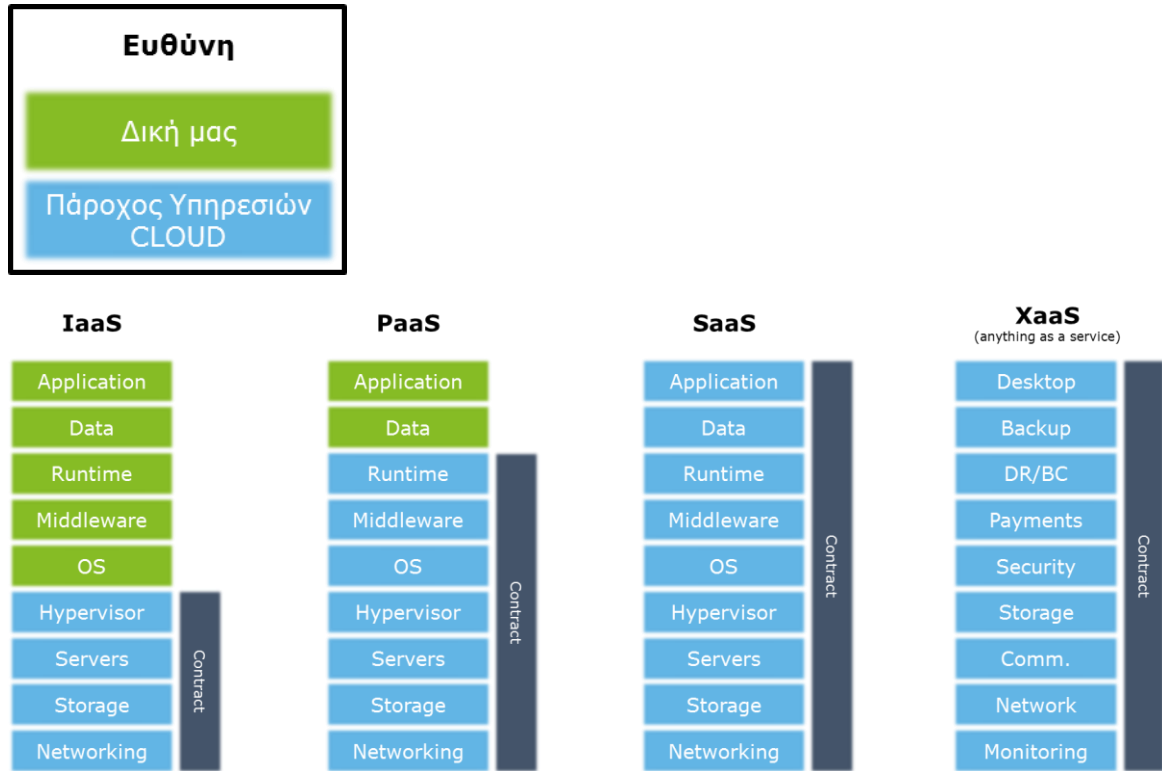 Ευθύνη
Δική μας
Πάροχος Υπηρεσιών
CLOUD
IaaS
Application
Data
Runtime
Middleware
OS
Hypervisor
Servers
Storage
Networking
Contract
PaaS
Application
Data
Runtime
Middleware
OS
Hypervisor
Servers
Storage
Networking
Contract
SaaS
Application
Data
Runtime
Middleware
OS
Hypervisor
Servers
Storage
Networking
Contract
XaaS
(anything as a service)
Desktop
Backup
DR/BC
Payments
Security
Storage
Comm.
Network
Monitoring
Contract